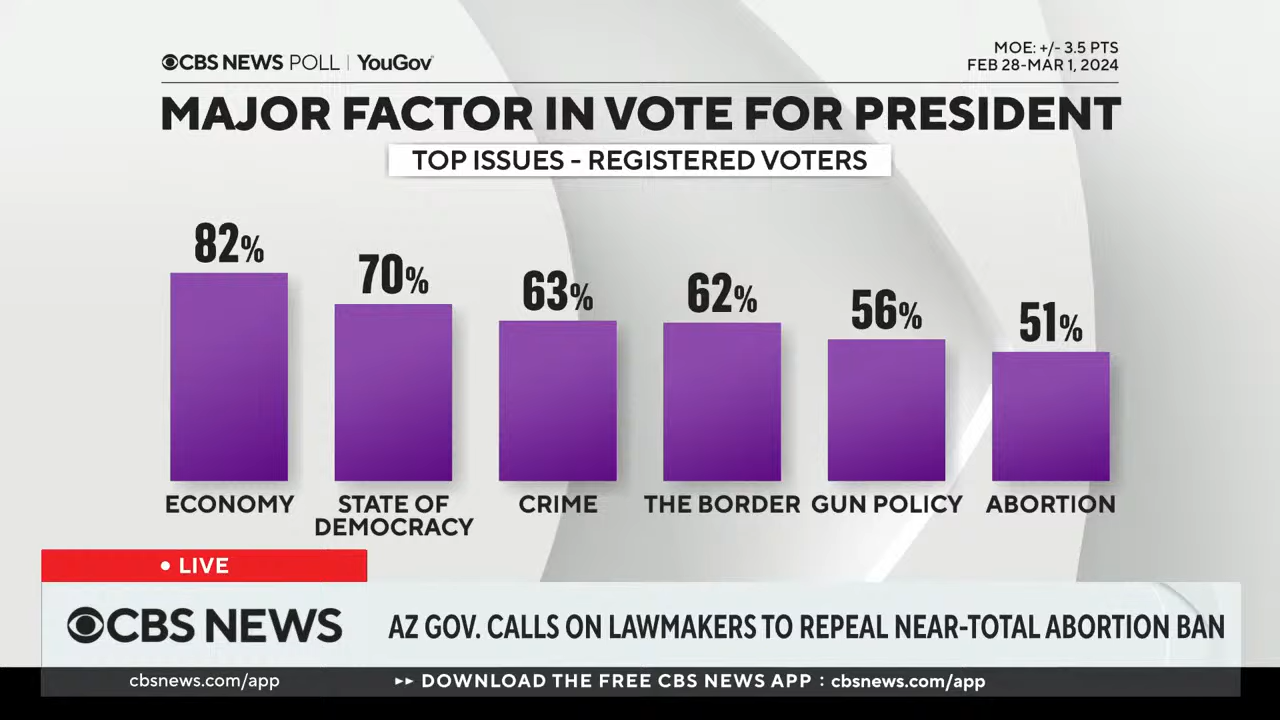 CBS NEWS POLL | YouGov
MOE: +/- 3.5 PTS
FEB 28-MAR 1, 2024
MAJOR FACTOR IN VOTE FOR PRESIDENT
TOP ISSUES - REGISTERED VOTERS
82% 70% 63% 62% 56% 51%
ECONOMY STATE OF DEMOCRACY CRIME THE BORDER GUN POLICY ABORTION
• LIVE
CBS NEWS
AZ GOV. CALLS ON LAWMAKERS TO REPEAL NEAR-TOTAL ABORTION BAN
cbsnews.com/app
▸▸ DOWNLOAD THE FREE CBS NEWS APP : cbsnews.com/app